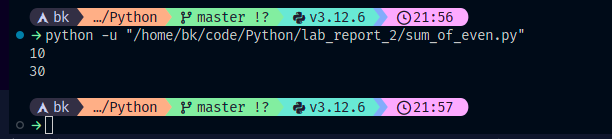 bk …/Python master !? v3.12.6 21:56
python -u "/home/bk/code/Python/lab_report_2/sum_of_even.py"
10
30
bk …/Python master !? v3.12.6 21:57